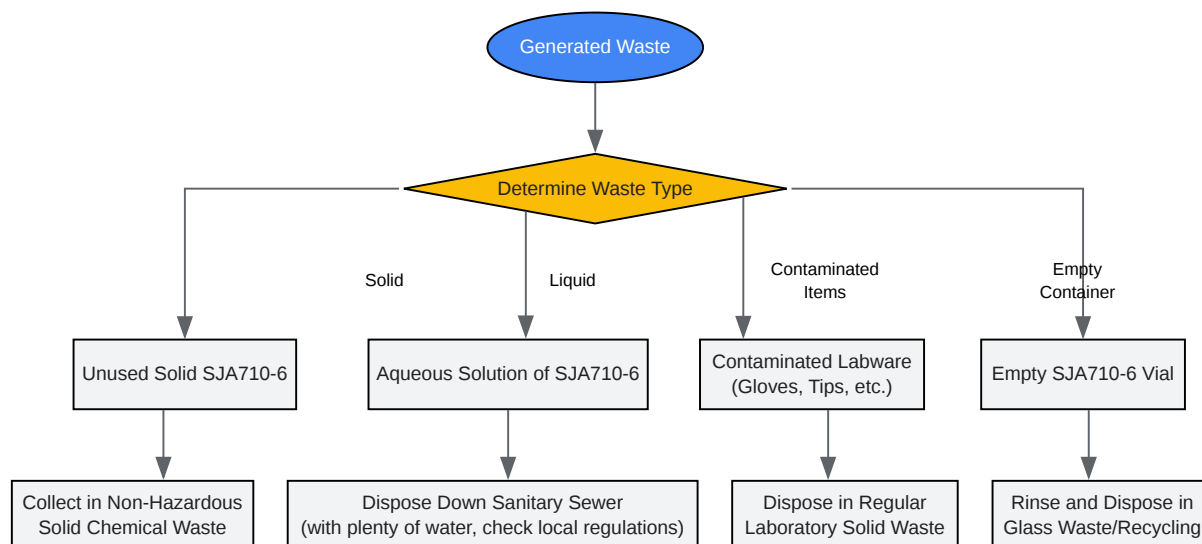 Generated Waste
Determine Waste Type
Solid
Liquid
Contaminated
Items
Empty
Container
Unused Solid SJA710-6
Aqueous Solution of SJA710-6
Contaminated Labware
(Gloves, Tips, etc.)
Empty SJA710-6 Vial
Collect in Non-Hazardous
Solid Chemical Waste
Dispose Down Sanitary Sewer
(with plenty of water, check local regulations)
Dispose in Regular
Laboratory Solid Waste
Rinse and Dispose in
Glass Waste/Recycling